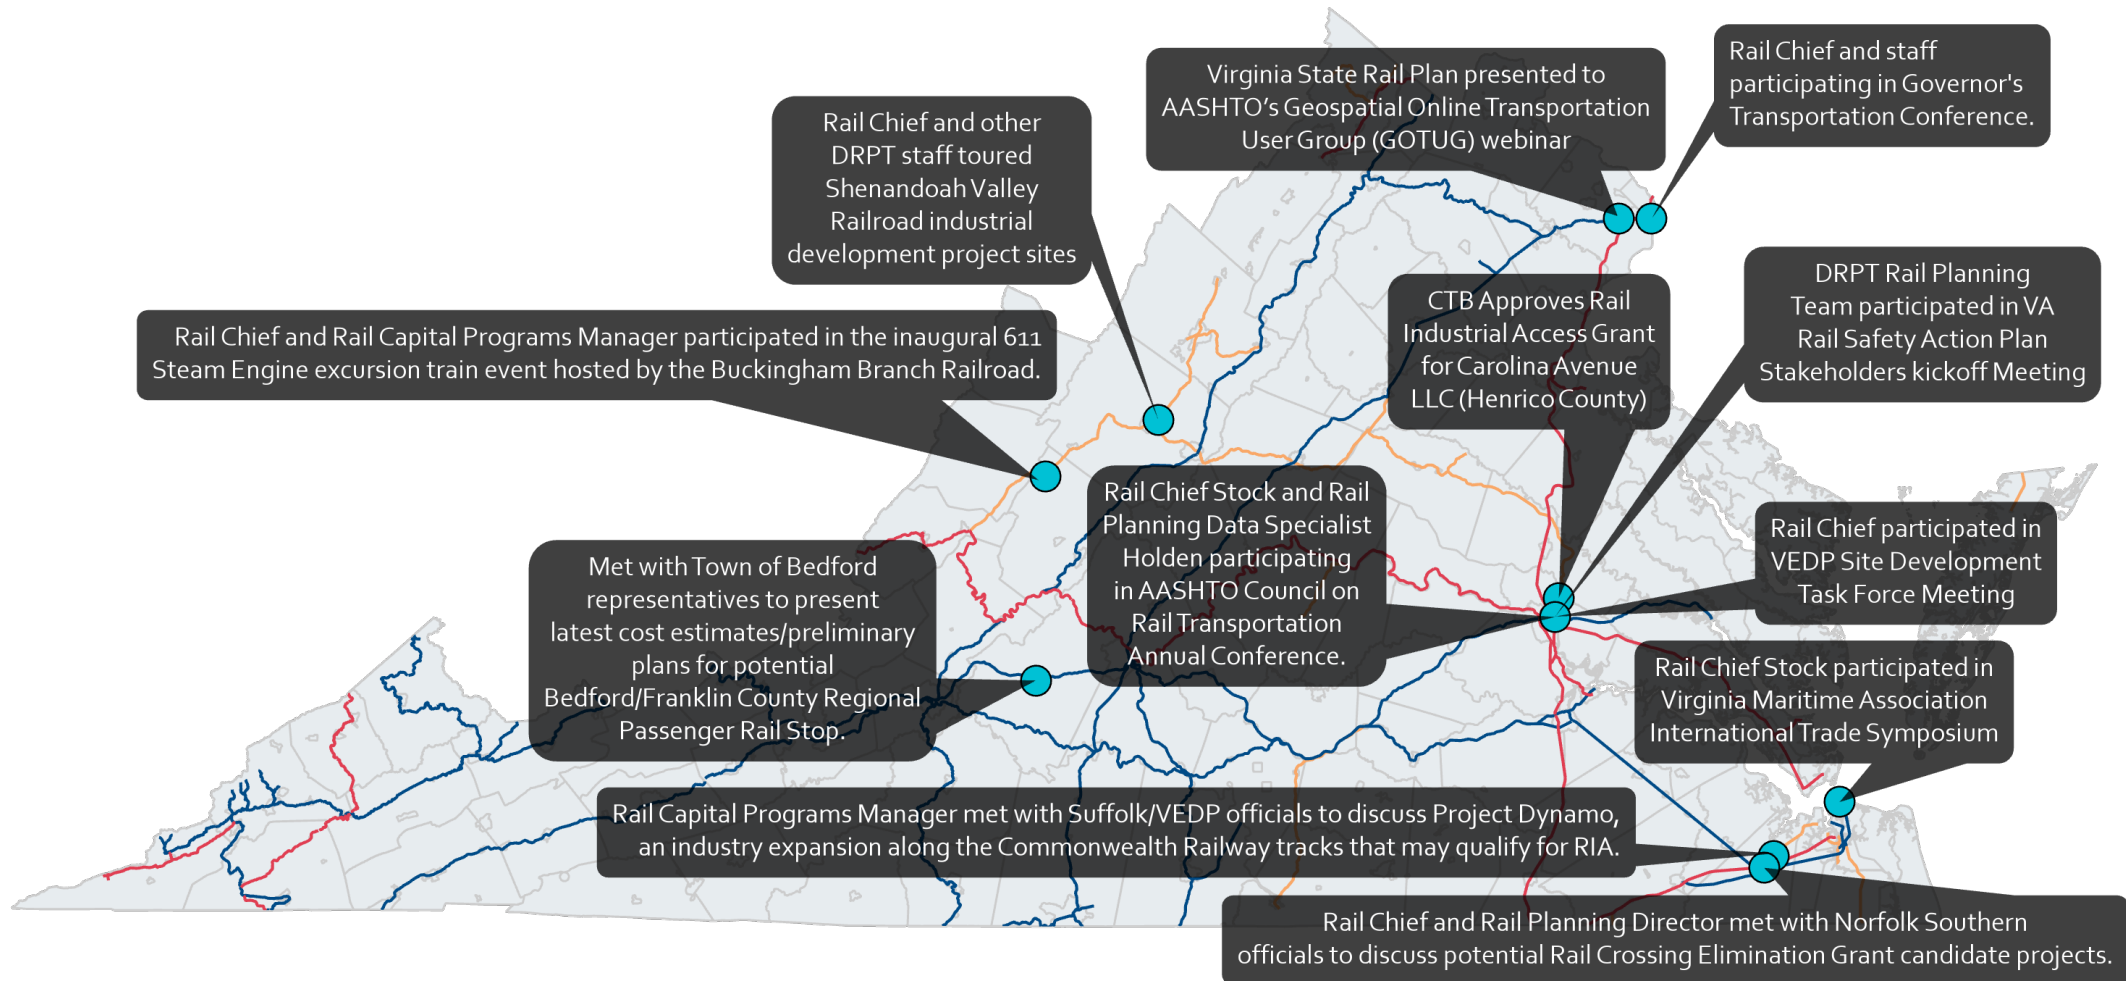 Rail Chief and staff
participating in Governor's
Transportation Conference.
Virginia State Rail Plan presented to
AASHTO’s Geospatial Online Transportation
User Group (GOTUG) webinar
Rail Chief and other
DRPT staff toured
Shenandoah Valley
Railroad industrial
development project sites
DRPT Rail Planning
Team participated in VA
Rail Safety Action Plan
Stakeholders kickoff Meeting
CTB Approves Rail
Industrial Access Grant
for Carolina Avenue
LLC (Henrico County)
Rail Chief and Rail Capital Programs Manager participated in the inaugural 611
Steam Engine excursion train event hosted by the Buckingham Branch Railroad.
Rail Chief Stock and Rail
Planning Data Specialist
Holden participating
in AASHTO Council on
Rail Transportation
Annual Conference.
Rail Chief participated in
VEDP Site Development
Task Force Meeting
Met with Town of Bedford
representatives to present
latest cost estimates/preliminary
plans for potential
Bedford/Franklin County Regional
Passenger Rail Stop.
Rail Chief Stock participated in
Virginia Maritime Association
International Trade Symposium
Rail Capital Programs Manager met with Suffolk/VEDP officials to discuss Project Dynamo,
an industry expansion along the Commonwealth Railway tracks that may qualify for RIA.
Rail Chief and Rail Planning Director met with Norfolk Southern
officials to discuss potential Rail Crossing Elimination Grant candidate projects.